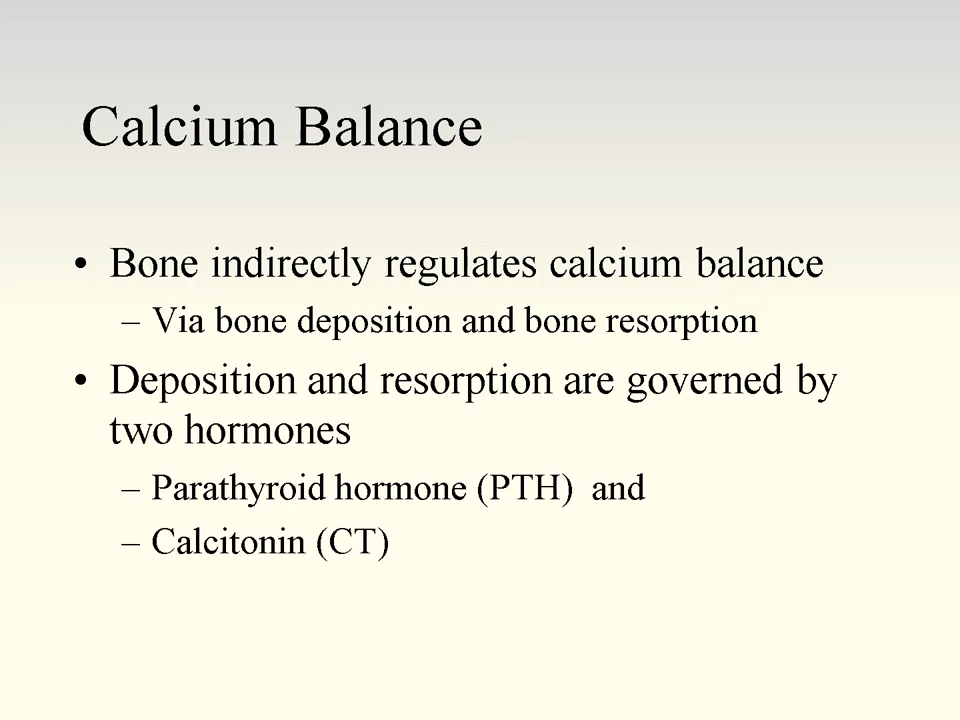 Calcium Balance
• Bone indirectly regulates calcium balance
– Via bone deposition and bone resorption
• Deposition and resorption are governed by
two hormones
– Parathyroid hormone (PTH)  and
– Calcitonin (CT)